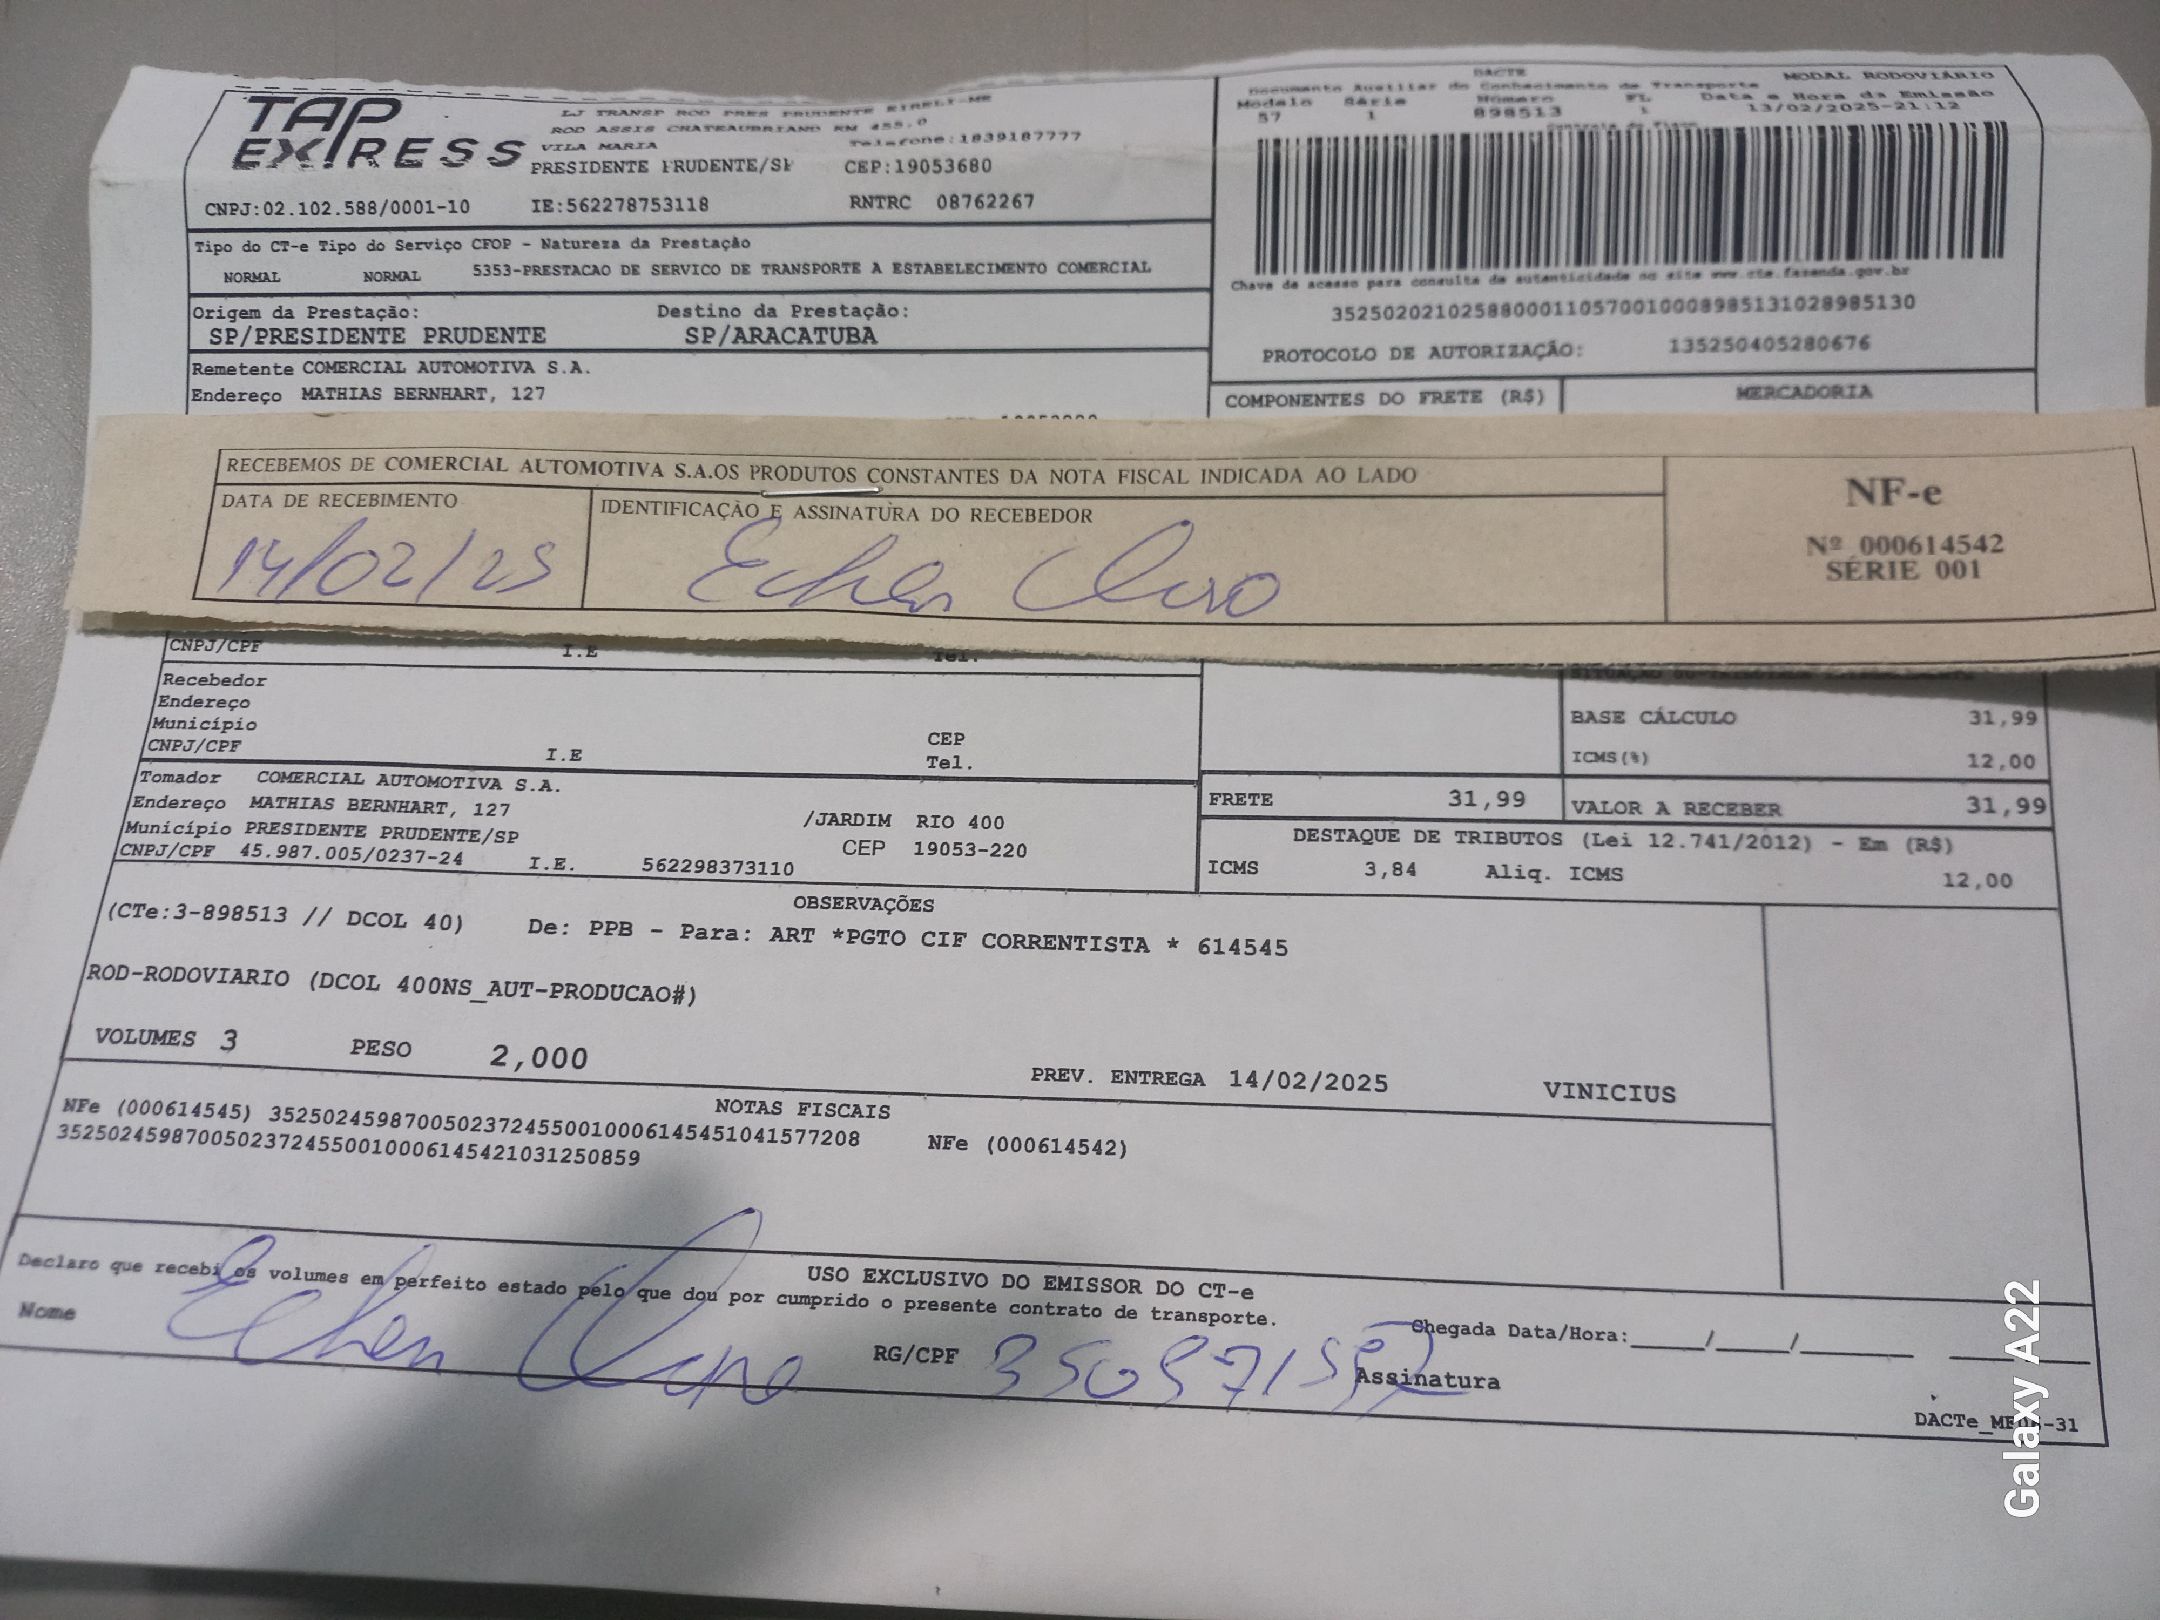 TAP EXPRESS
LJ TRANSP ROD PRES PRUDENTE EIRELI-ME
ROD ASSIS CHATEAUBRIAND KM 455.0
VILA MARIA Telefone:1839187777
PRESIDENTE PRUDENTE/SP CEP:19053680
CNPJ:02.102.588/0001-10 IE:562278753118 RNTRC 08762267
DACTE
Documento Auxiliar do Conhecimento de Transporte MODAL RODOVIÁRIO
Modelo Série Número FL Data e Hora da Emissão
57 1 898513 1 13/02/2025-21:12
Controle do Fisco
Chave de acesso para consulta de autenticidade no site www.cte.fazenda.gov.br
35250202102588000110570010008985131028985130
PROTOCOLO DE AUTORIZAÇÃO: 135250405280676
Tipo do CT-e Tipo do Serviço CFOP - Natureza da Prestação
NORMAL NORMAL 5353-PRESTACAO DE SERVICO DE TRANSPORTE A ESTABELECIMENTO COMERCIAL
Origem da Prestação: Destino da Prestação:
SP/PRESIDENTE PRUDENTE SP/ARACATUBA
Remetente COMERCIAL AUTOMOTIVA S.A.
Endereço MATHIAS BERNHART, 127
COMPONENTES DO FRETE (R$) MERCADORIA
RECEBEMOS DE COMERCIAL AUTOMOTIVA S.A.OS PRODUTOS CONSTANTES DA NOTA FISCAL INDICADA AO LADO
DATA DE RECEBIMENTO IDENTIFICAÇÃO E ASSINATURA DO RECEBEDOR
14/02/25
NF-e
Nº 000614542
SÉRIE 001
CNPJ/CPF I.E Tel.
Recebedor
Endereço
Município CEP
CNPJ/CPF I.E Tel.
BASE CÁLCULO 31,99
ICMS(%) 12,00
Tomador COMERCIAL AUTOMOTIVA S.A.
Endereço MATHIAS BERNHART, 127 /JARDIM RIO 400
Município PRESIDENTE PRUDENTE/SP CEP 19053-220
CNPJ/CPF 45.987.005/0237-24 I.E. 562298373110
FRETE 31,99 VALOR A RECEBER 31,99
DESTAQUE DE TRIBUTOS (Lei 12.741/2012) - Em (R$)
ICMS 3,84 Aliq. ICMS 12,00
OBSERVAÇÕES
(CTe:3-898513 // DCOL 40) De: PPB - Para: ART *PGTO CIF CORRENTISTA * 614545
ROD-RODOVIARIO (DCOL 400NS_AUT-PRODUCAO#)
VOLUMES 3 PESO 2,000 PREV. ENTREGA 14/02/2025 VINICIUS
NOTAS FISCAIS
NFe (000614545) 35250245987005023724550010006145451041577208 NFe (000614542)
35250245987005023724550010006145421031250859
USO EXCLUSIVO DO EMISSOR DO CT-e
Declaro que recebi os volumes em perfeito estado pelo que dou por cumprido o presente contrato de transporte.
Nome RG/CPF Chegada Data/Hora:_____/_____/________ ________
Assinatura
DACTe_MEDB-31
Galaxy A22